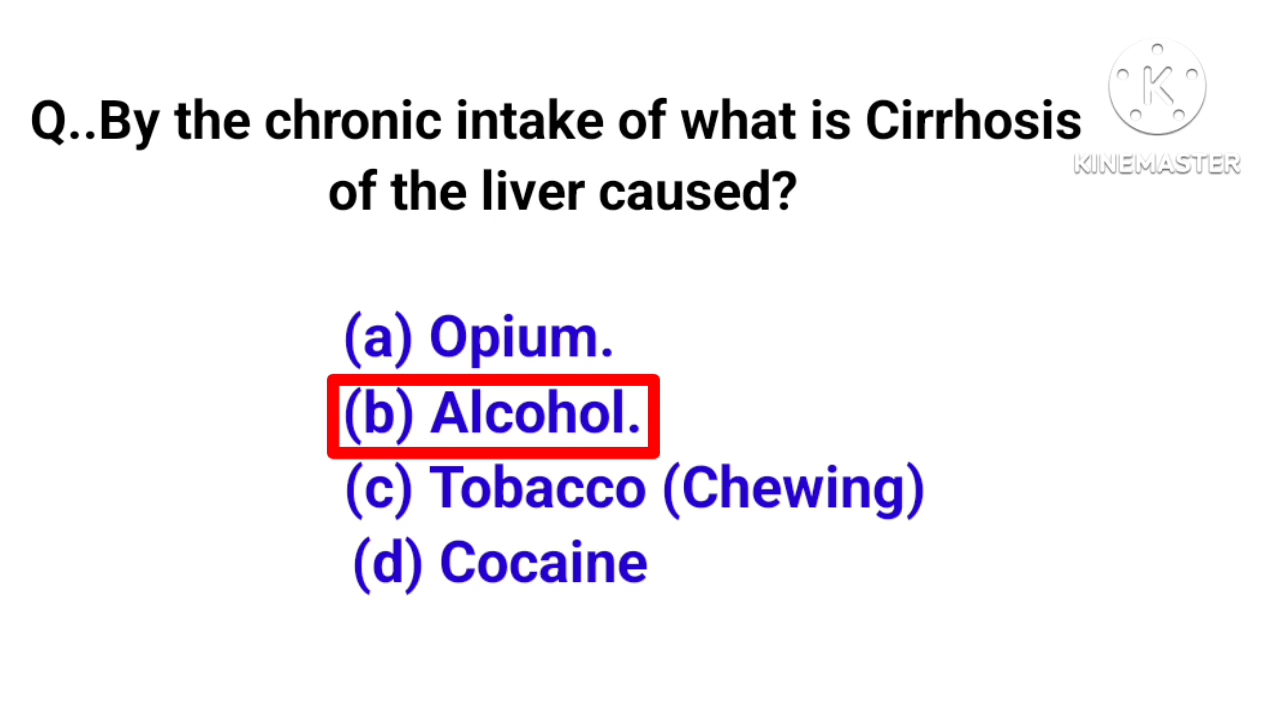 Q..By the chronic intake of what is Cirrhosis
of the liver caused?
K
KINEMASTER
(a) Opium.
(b) Alcohol.
(c) Tobacco (Chewing)
(d) Cocaine